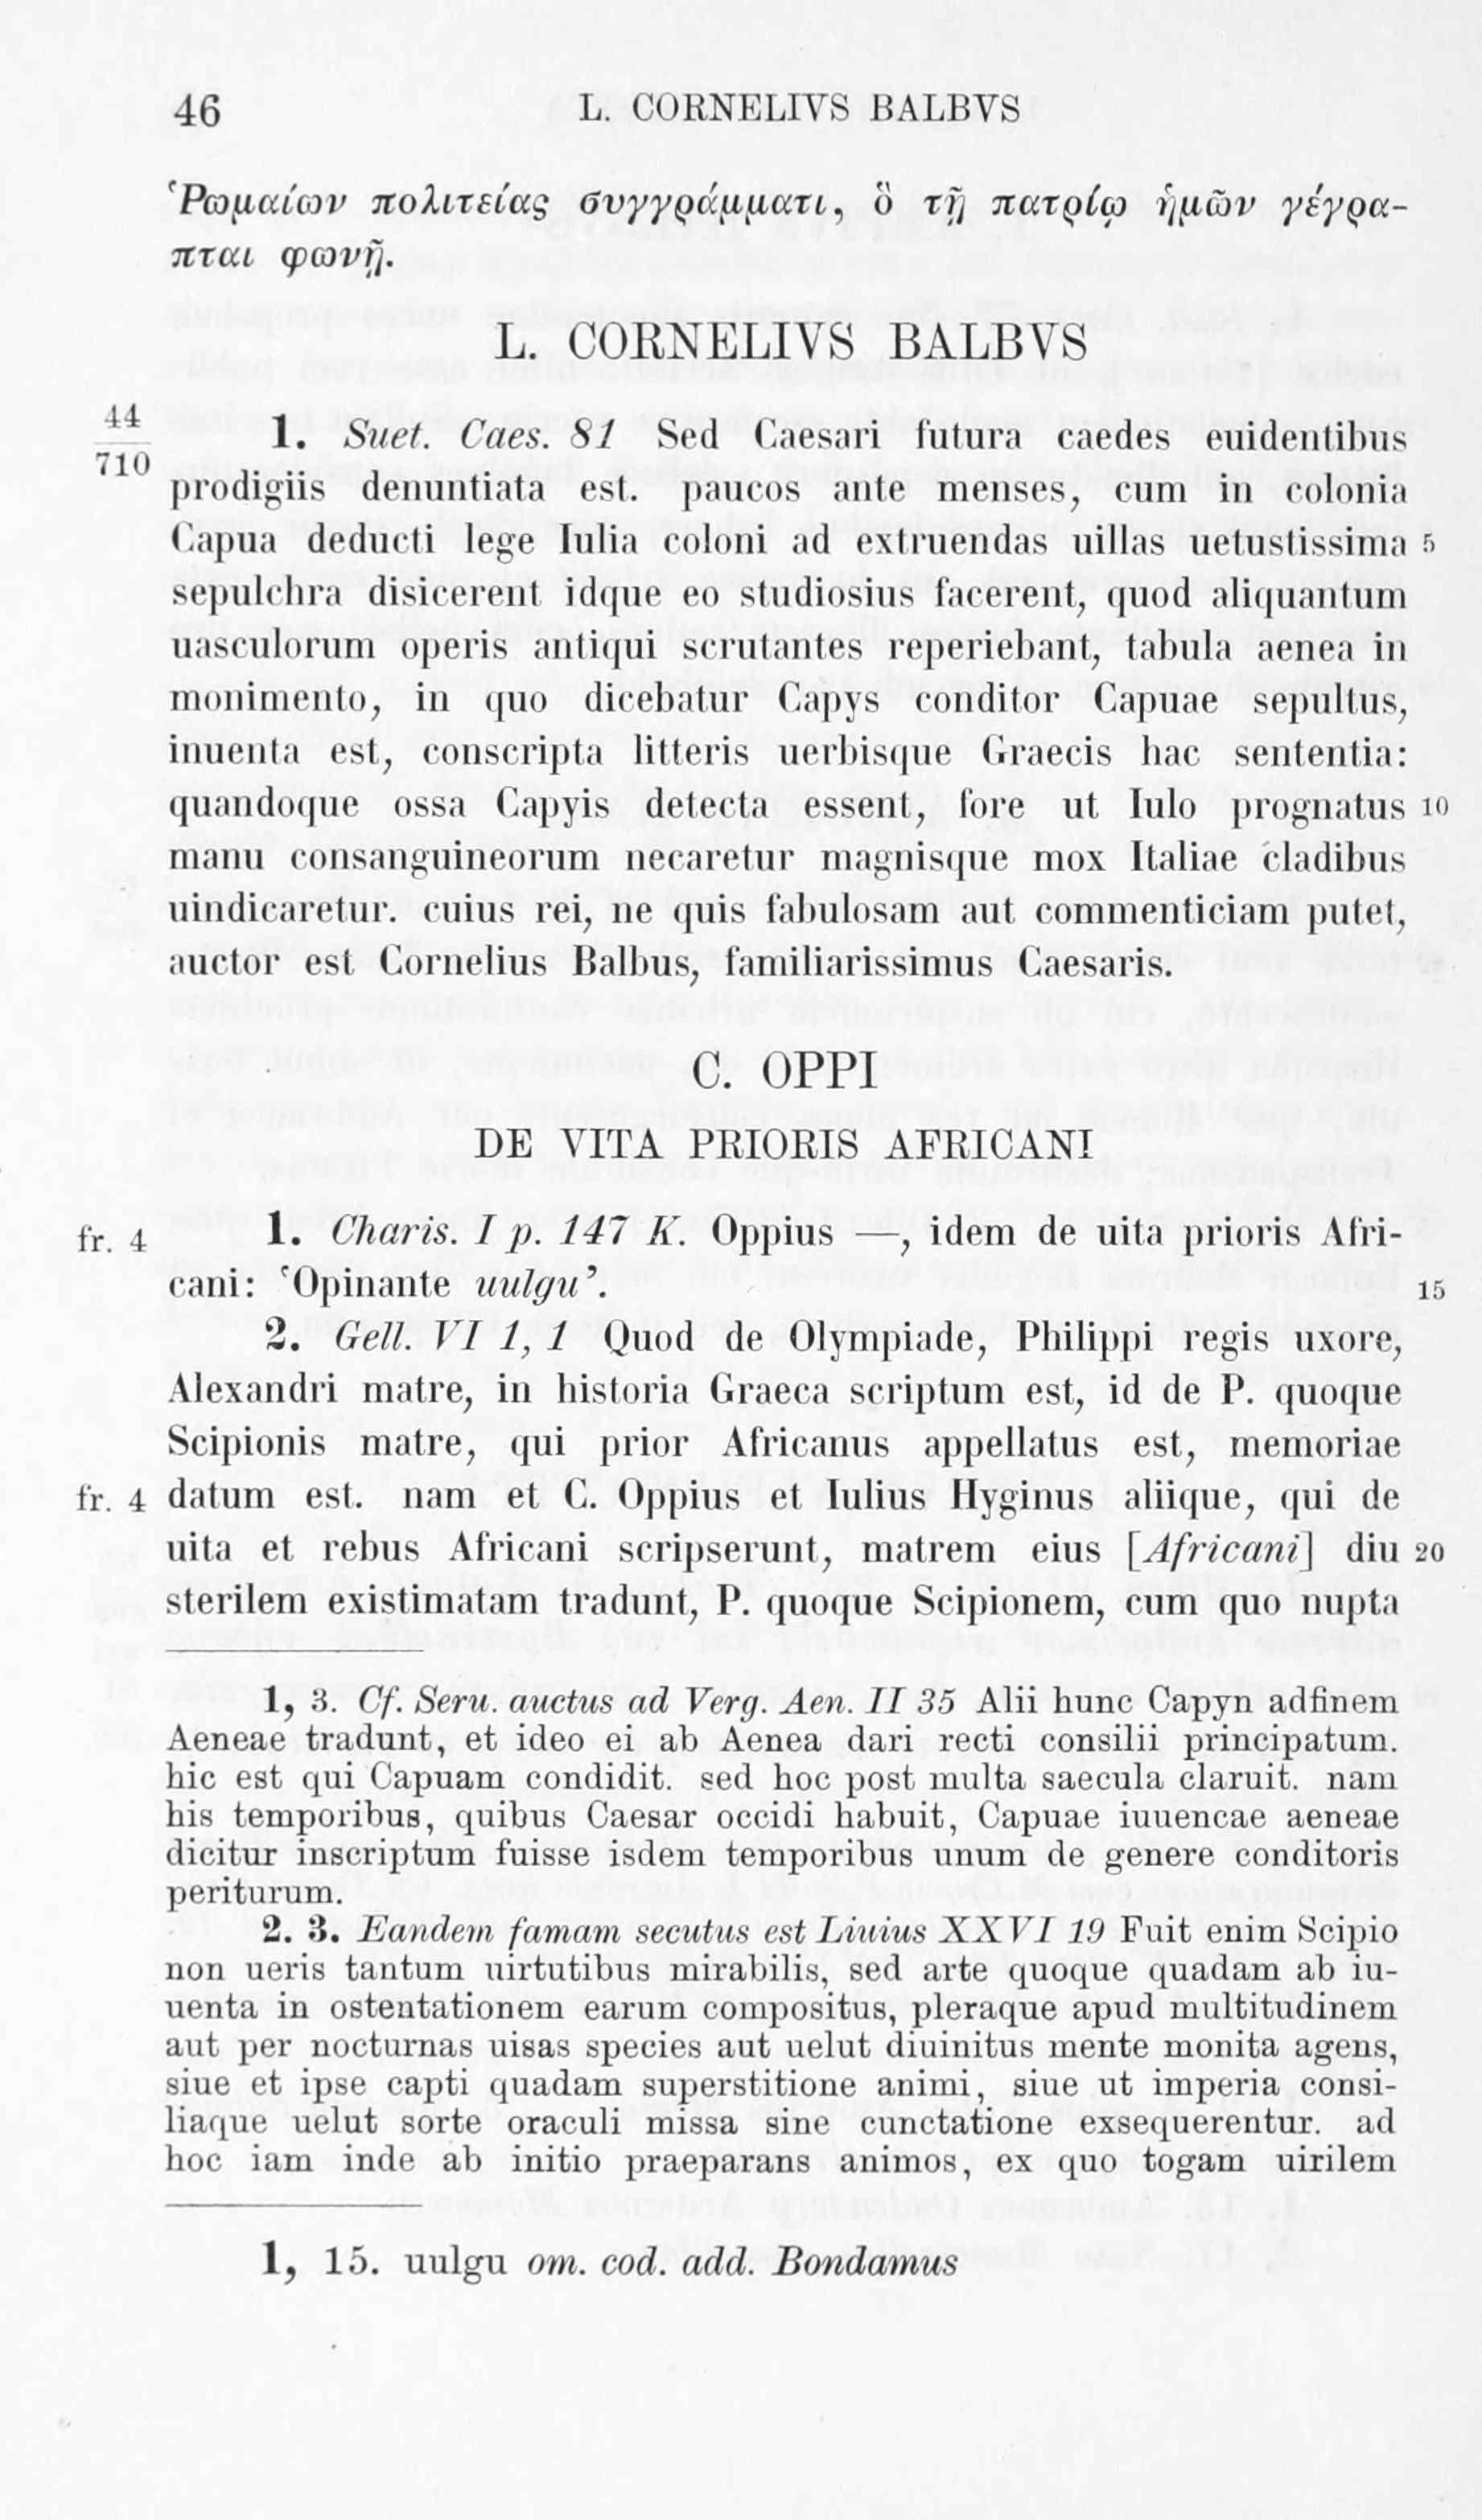 46 L. CORNELIVS BALBVS
Ῥωμαίων πολιτείας συγγράμματι, ὃ τῇ πατρίῳ ἡμῶν γέγρα-
πται φωνῇ.
L. CORNELIVS BALBVS
44
710
1. Suet. Caes. 81 Sed Caesari futura caedes euidentibus
prodigiis denuntiata est. paucos ante menses, cum in colonia
Capua deducti lege Iulia coloni ad extruendas uillas uetustissima 5
sepulchra disicerent idque eo studiosius facerent, quod aliquantum
uasculorum operis antiqui scrutantes reperiebant, tabula aenea in
monimento, in quo dicebatur Capys conditor Capuae sepultus,
inuenta est, conscripta litteris uerbisque Graecis hac sententia:
quandoque ossa Capyis detecta essent, fore ut Iulo prognatus 10
manu consanguineorum necaretur magnisque mox Italiae cladibus
uindicaretur. cuius rei, ne quis fabulosam aut commenticiam putet,
auctor est Cornelius Balbus, familiarissimus Caesaris.
C. OPPI
DE VITA PRIORIS AFRICANI
fr. 4 1. Charis. I p. 147 K. Oppius —, idem de uita prioris Afri-
cani: ‘Opinante uulgu’. 15
2. Gell. VI 1, 1 Quod de Olympiade, Philippi regis uxore,
Alexandri matre, in historia Graeca scriptum est, id de P. quoque
Scipionis matre, qui prior Africanus appellatus est, memoriae
fr. 4 datum est. nam et C. Oppius et Iulius Hyginus aliique, qui de
uita et rebus Africani scripserunt, matrem eius [Africani] diu 20
sterilem existimatam tradunt, P. quoque Scipionem, cum quo nupta
1, 3. Cf. Seru. auctus ad Verg. Aen. II 35 Alii hunc Capyn adfinem
Aeneae tradunt, et ideo ei ab Aenea dari recti consilii principatum.
hic est qui Capuam condidit. sed hoc post multa saecula claruit. nam
his temporibus, quibus Caesar occidi habuit, Capuae iuuencae aeneae
dicitur inscriptum fuisse isdem temporibus unum de genere conditoris
periturum.
2. 3. Eandem famam secutus est Liuius XXVI 19 Fuit enim Scipio
non ueris tantum uirtutibus mirabilis, sed arte quoque quadam ab iu-
uenta in ostentationem earum compositus, pleraque apud multitudinem
aut per nocturnas uisas species aut uelut diuinitus mente monita agens,
siue et ipse capti quadam superstitione animi, siue ut imperia consi-
liaque uelut sorte oraculi missa sine cunctatione exsequerentur. ad
hoc iam inde ab initio praeparans animos, ex quo togam uirilem
1, 15. uulgu om. cod. add. Bondamus